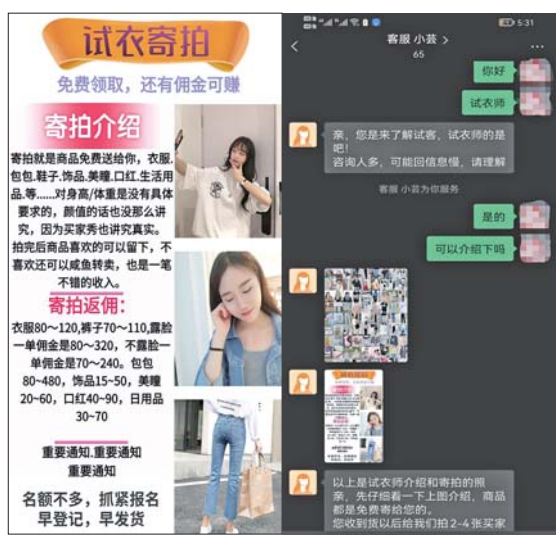 试衣寄拍
免费领取，还有佣金可赚
寄拍介绍
寄拍就是商品免费送给你，衣服.
包包.鞋子.饰品.美瞳.口红.生活用
品.等......对身高/体重是没有具体
要求的，颜值的话也没那么讲
究，因为买家秀也讲究真实。
拍完后商品喜欢的可以留下，不
喜欢还可以咸鱼转卖，也是一笔
不错的收入。
寄拍返佣：
衣服80～120,裤子70～110,露脸
一单佣金是80～320，不露脸一
单佣金是70～240。包包
80~480，饰品15~50，美瞳
20~60，口红40~90，日用品
30~70
重要通知.重要通知
重要通知
名额不多，抓紧报名
早登记，早发货
5:31
客服 小芸 >
65
你好
试衣师
亲，您是来了解试客，试衣师的是
吧！
咨询人多，可能回信息慢，请理解
客服 小芸为你服务
是的
可以介绍下吗
以上是试衣师介绍和寄拍的照
亲，先仔细看一下上图介绍，商品
都是免费寄给您的。
您收到货以后给我们拍2-4张买家